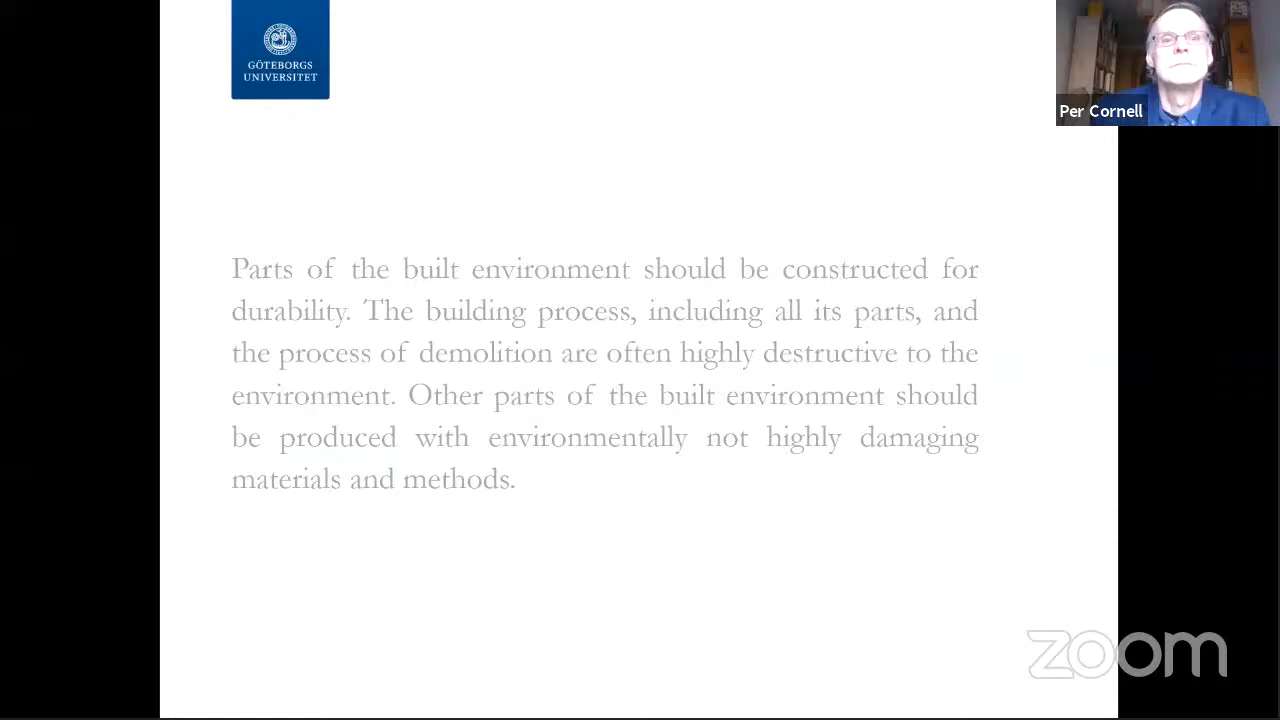 GÖTEBORGS
UNIVERSITET
Per Cornell
Parts of the built environment should be constructed for
durability. The building process, including all its parts, and
the process of demolition are often highly destructive to the
environment. Other parts of the built environment should
be produced with environmentally not highly damaging
materials and methods.
zoom